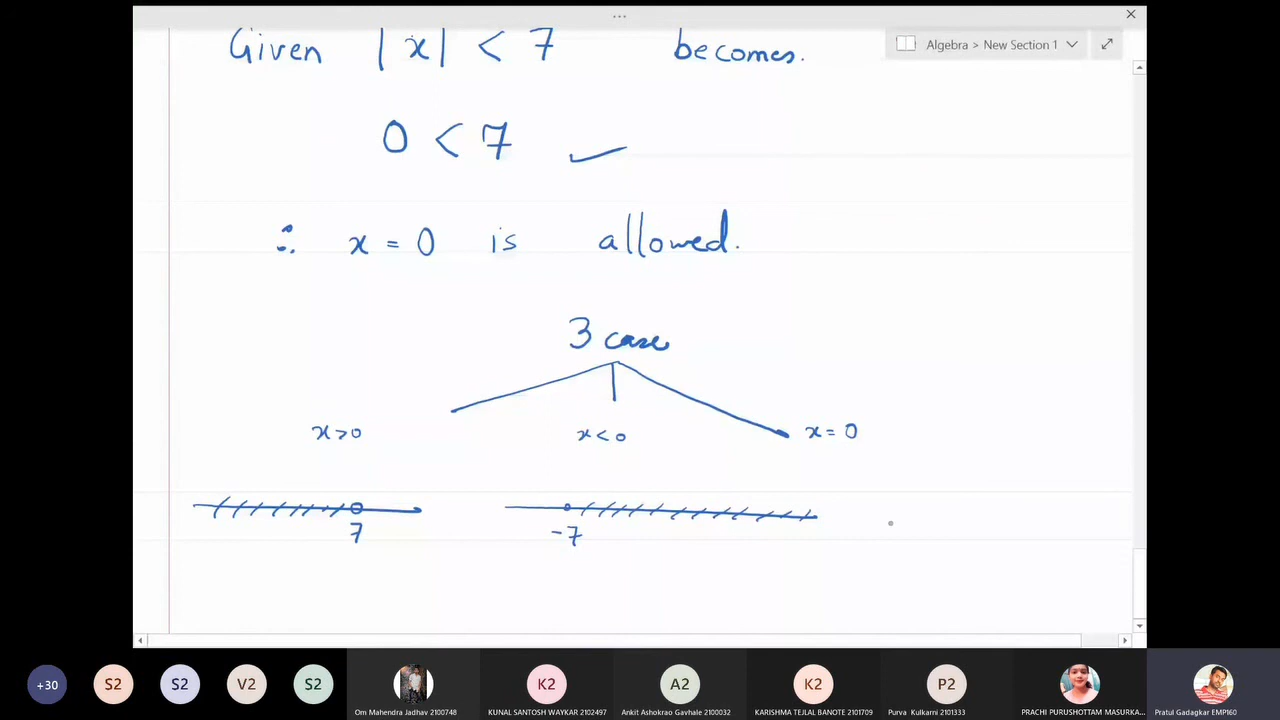 Given |x| < 7 becomes.
Algebra > New Section 1
0 < 7
∴ x = 0 is allowed.
3 case
x>0 x<0 x=0
7 -7
+30 S2 S2 V2 S2 K2 A2 K2 P2
Om Mahendra Jadhav 2100748 KUNAL SANTOSH WAYKAR 2102497 Ankit Ashokrao Gavhale 2100032 KARISHMA TEJLAL BANOTE 2101709 Purva Kulkarni 2101333 PRACHI PURUSHOTTAM MASURKA... Pratul Gadagkar EMP160